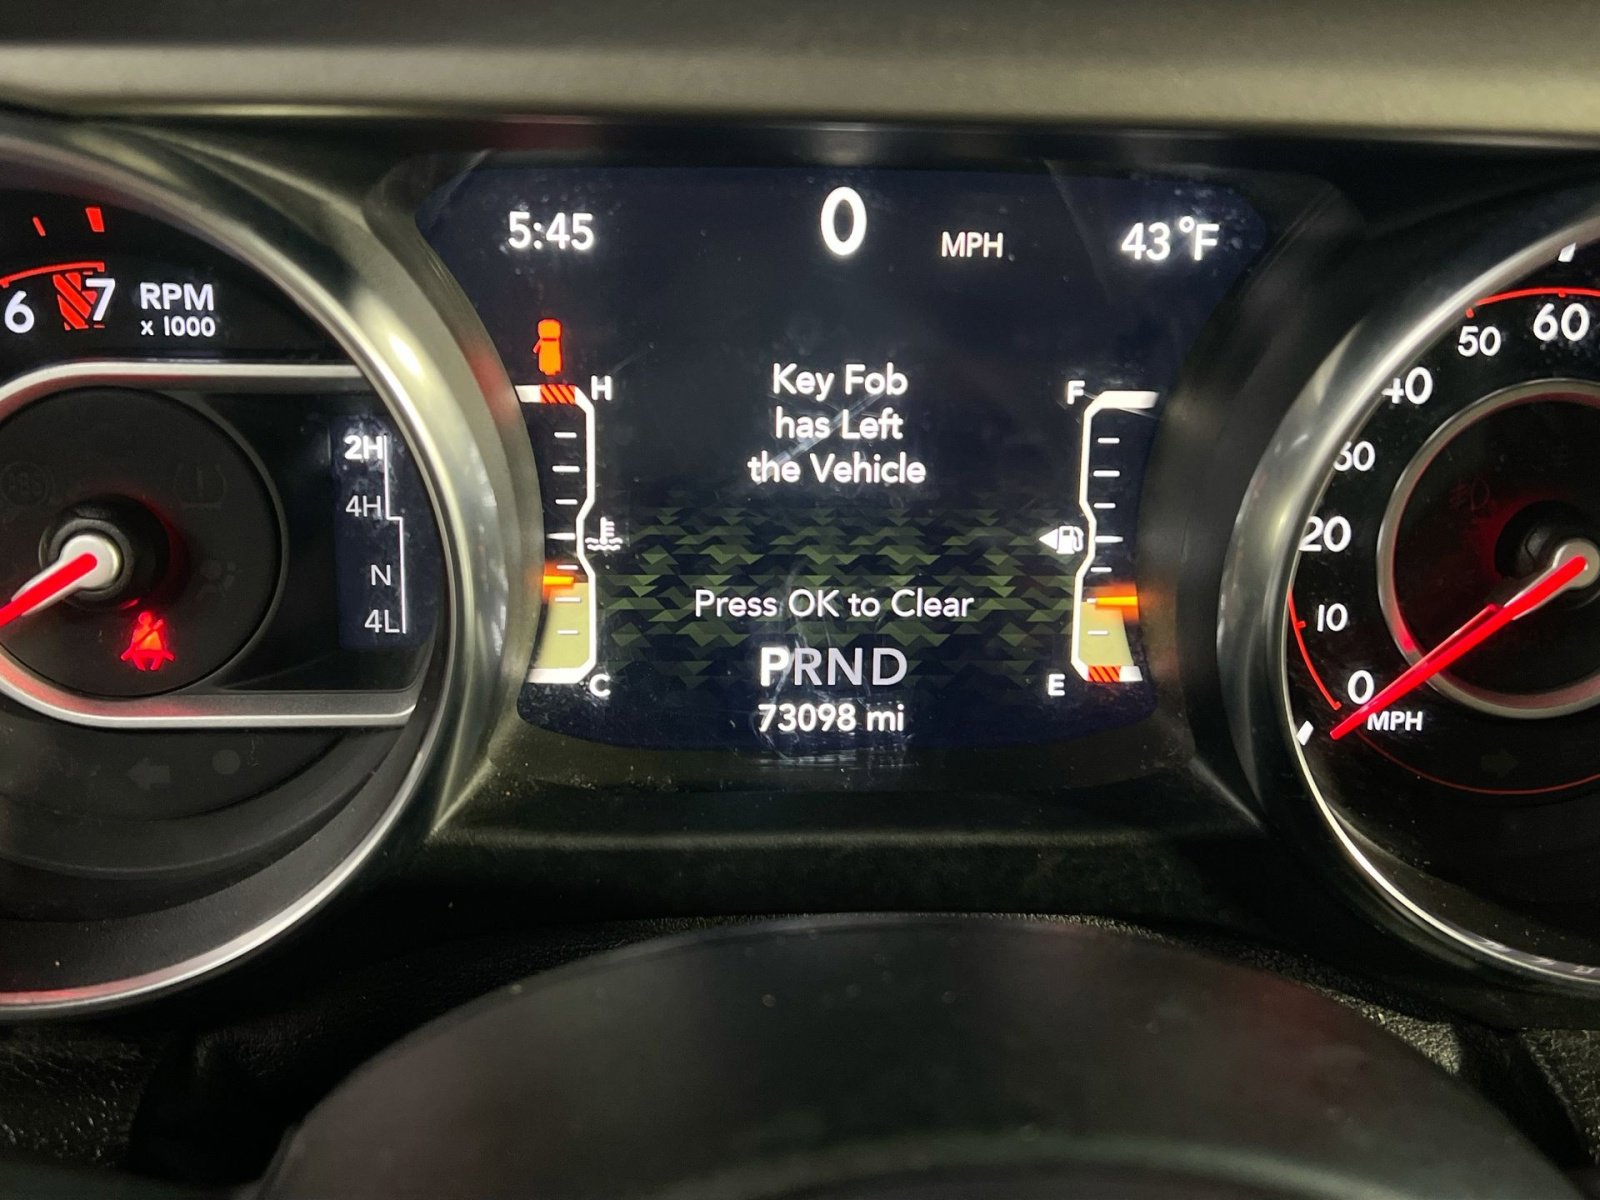 5:45
0 MPH
43°F
6 7 RPM
x 1000
2H
4H
N
4L
H
C
Key Fob
has Left
the Vehicle
Press OK to Clear
PRND
73098 mi
F
E
60
50
40
20
10
0
MPH